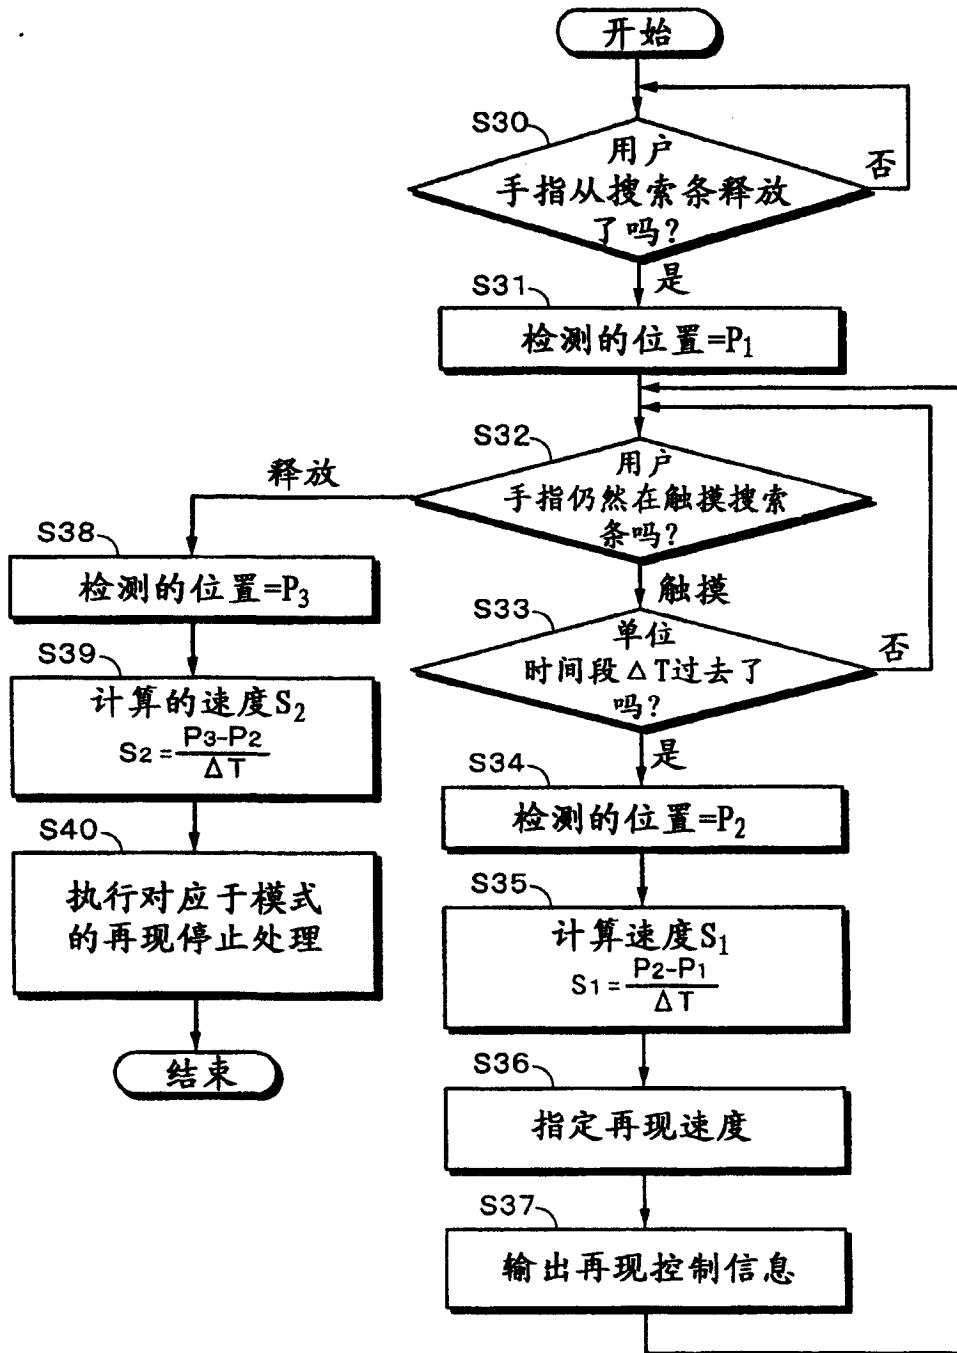 开始
S30
用户
手指从搜索条释放
了吗?
否
是
S31
检测的位置=P1
S32
用户
手指仍然在触摸搜索
条吗?
释放
触摸
S33
单位
时间段ΔT过去了
吗?
否
是
S34
检测的位置=P2
S35
计算速度S1
S1=P2-P1
ΔT
S36
指定再现速度
S37
输出再现控制信息
S38
检测的位置=P3
S39
计算的速度S2
S2=P3-P2
ΔT
S40
执行对应于模式
的再现停止处理
结束